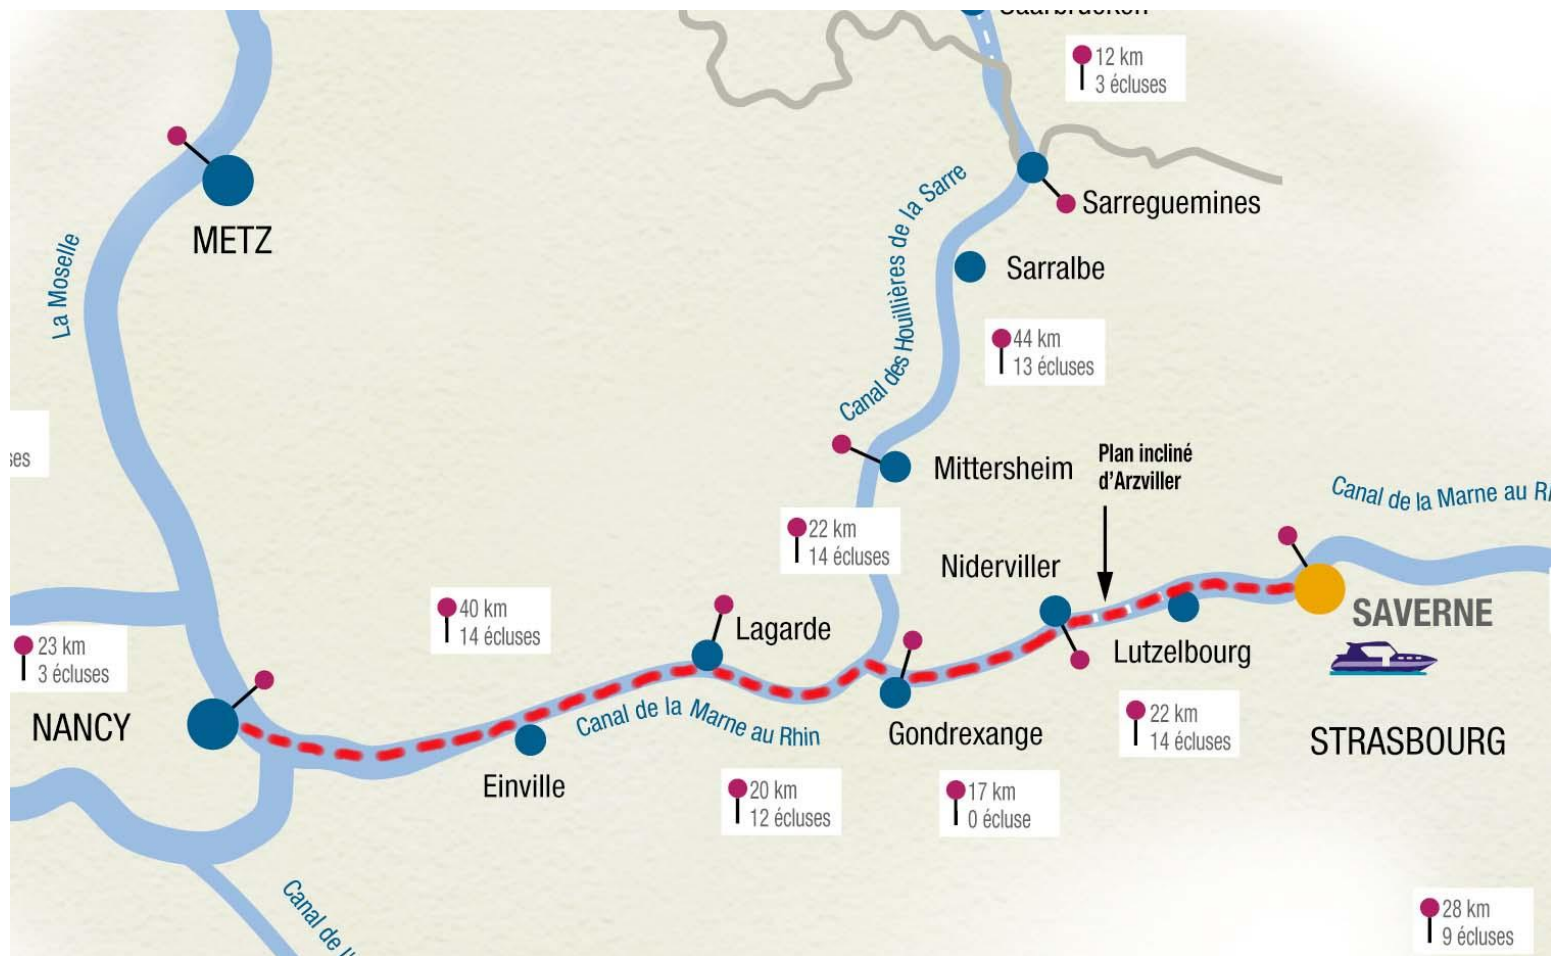 12 km
3 écluses
Sarreguemines
Canal des Houillières de la Sarre
METZ
La Moselle
Sarralbe
44 km
13 écluses
Plan incliné
d'Arzviller
Mittersheim
Canal de la Marne au
22 km
14 écluses
Niderviller
40 km
14 écluses
Lagarde
SAVERNE
23 km
3 écluses
Lutzelbourg
NANCY
Canal de la Marne au Rhin
Gondrexange
22 km
14 écluses
STRASBOURG
Einville
20 km
12 écluses
17 km
0 écluse
Canal de
28 km
9 écluses